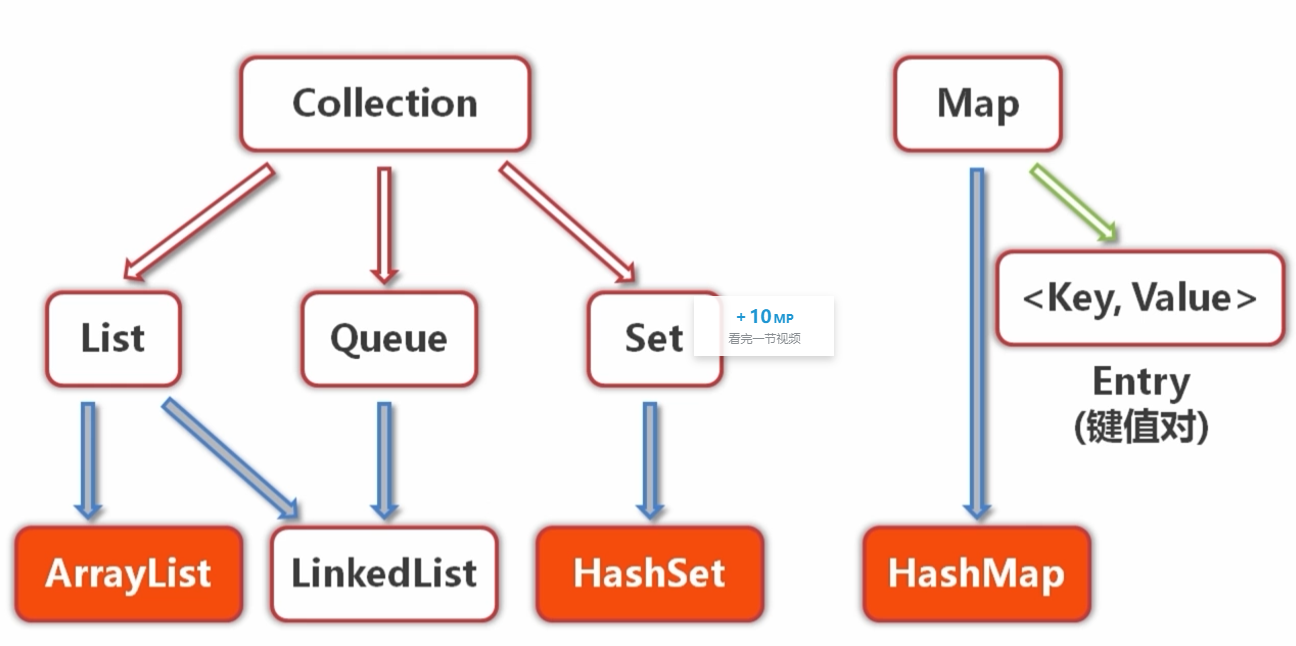 Collection
Map
<Key, Value>
List
Queue
Set
+ 10 MP
看完一节视频
Entry
(键值对)
ArrayList
LinkedList
HashSet
HashMap